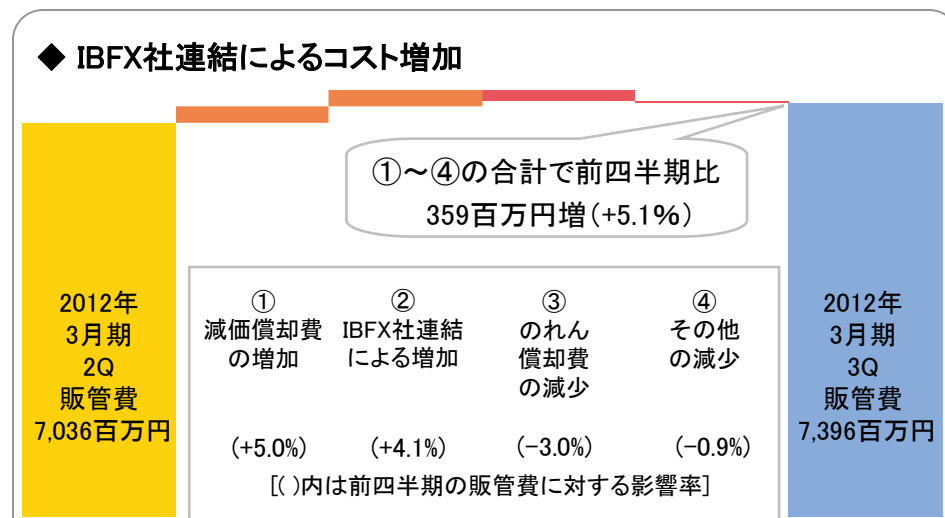 ◆ IBFX社連結によるコスト増加
①～④の合計で前四半期比
359百万円増(+5.1%)
2012年
3月期
2Q
販管費
7,036百万円
①
減価償却費
の増加
(+5.0%)
②
IBFX社連結
による増加
(+4.1%)
③
のれん
償却費
の減少
(−3.0%)
④
その他
の減少
(−0.9%)
[( )内は前四半期の販管費に対する影響率]
2012年
3月期
3Q
販管費
7,396百万円